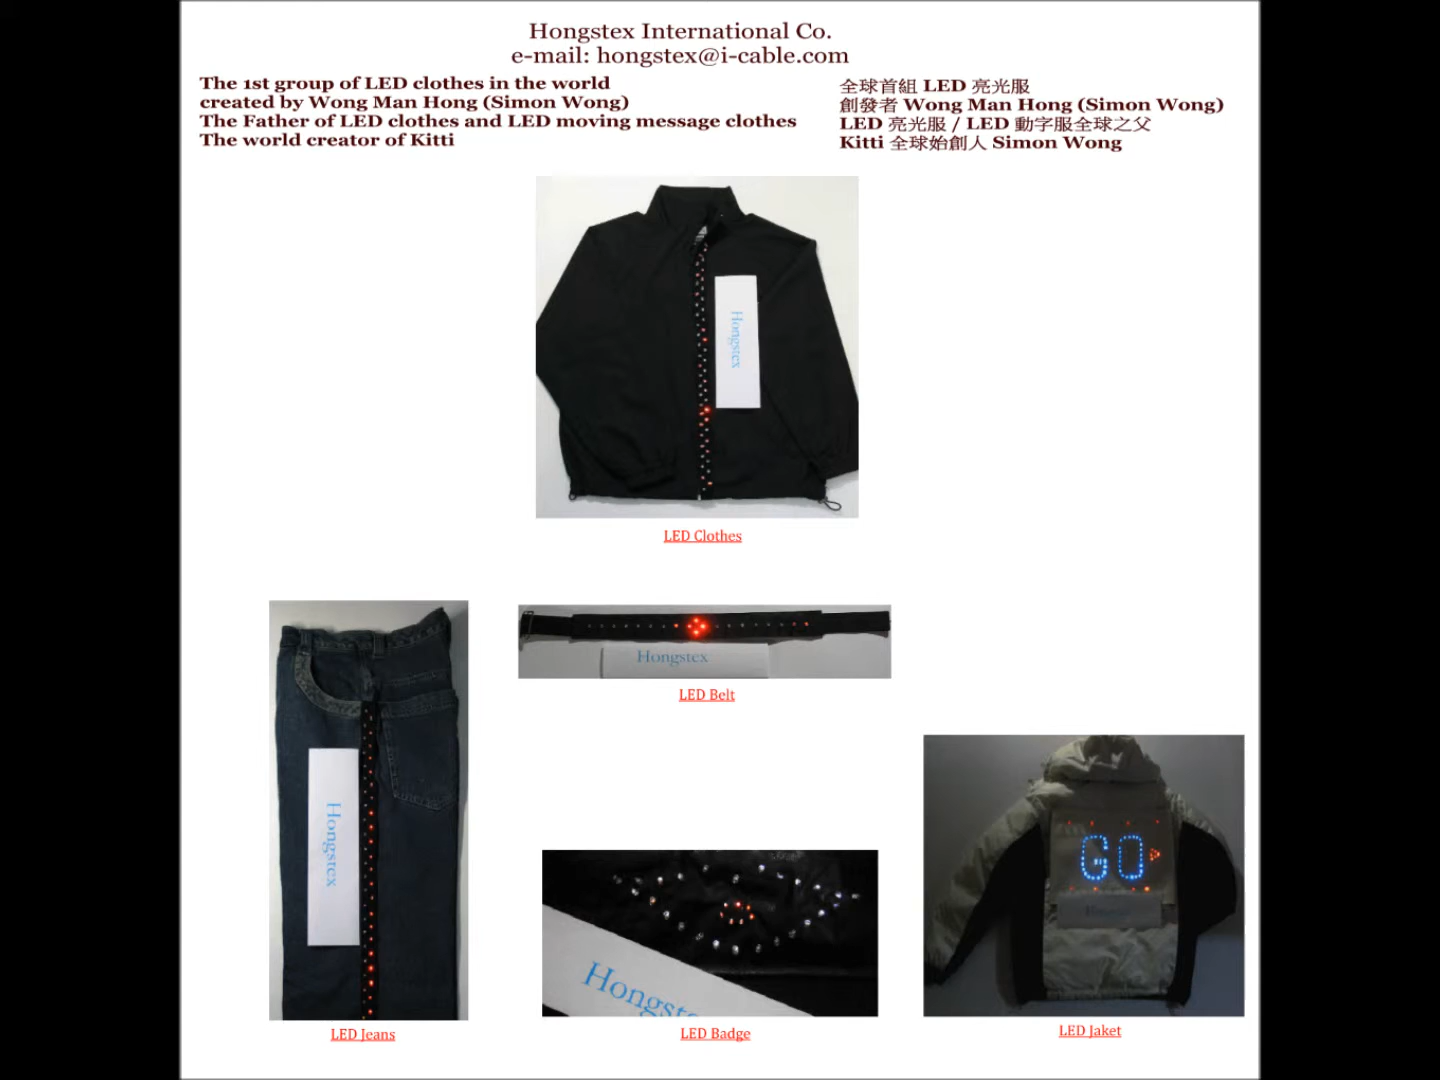 Hongstex International Co.
e-mail: hongstex@i-cable.com
The 1st group of LED clothes in the world
created by Wong Man Hong (Simon Wong)
The Father of LED clothes and LED moving message clothes
The world creator of Kitti
全球首組 LED 亮光服
創發者 Wong Man Hong (Simon Wong)
LED 亮光服 / LED 動字服全球之父
Kitti 全球始創人 Simon Wong
Hongstex
LED Clothes
Hongstex
LED Belt
Hongstex
LED Jeans
Hongste
LED Badge
GO
Hongstex
LED Jaket